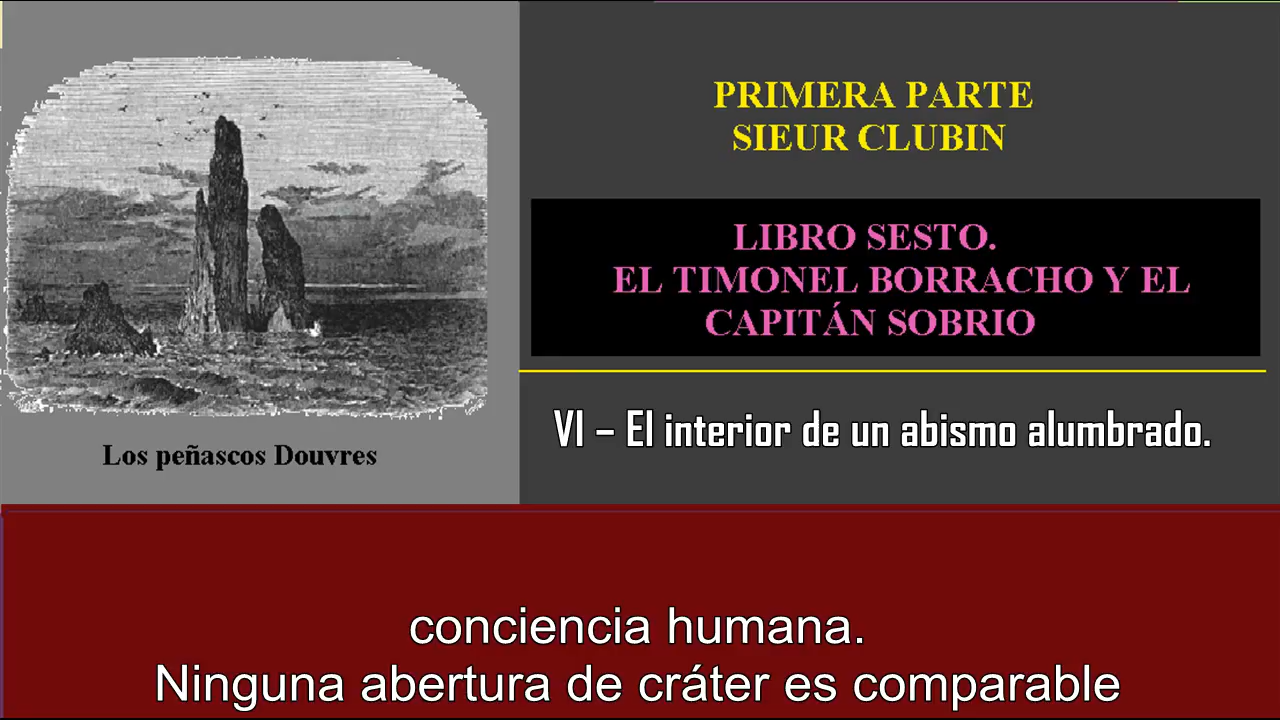 PRIMERA PARTE
SIEUR CLUBIN
LIBRO SESTO.
EL TIMONEL BORRACHO Y EL
CAPITÁN SOBRIO
VI – El interior de un abismo alumbrado.
Los peñascos Douvres
conciencia humana.
Ninguna abertura de cráter es comparable